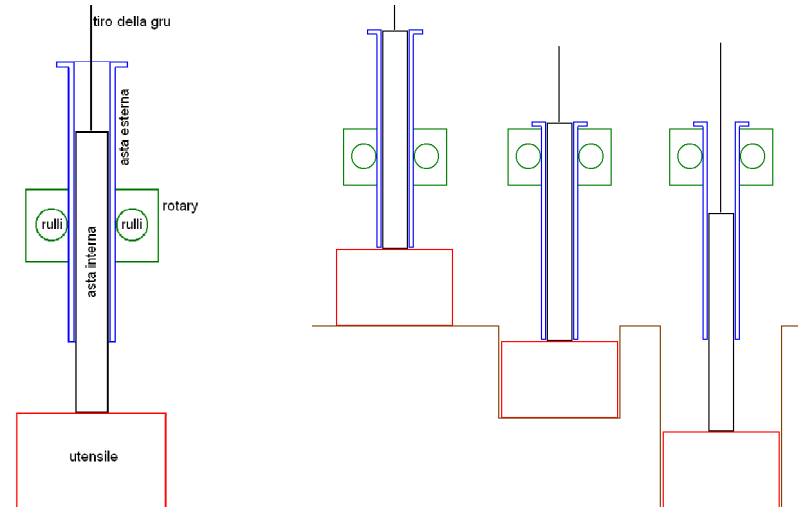 tiro della gru
asta esterna
rotary
rulli
rulli
asta interna
utensile